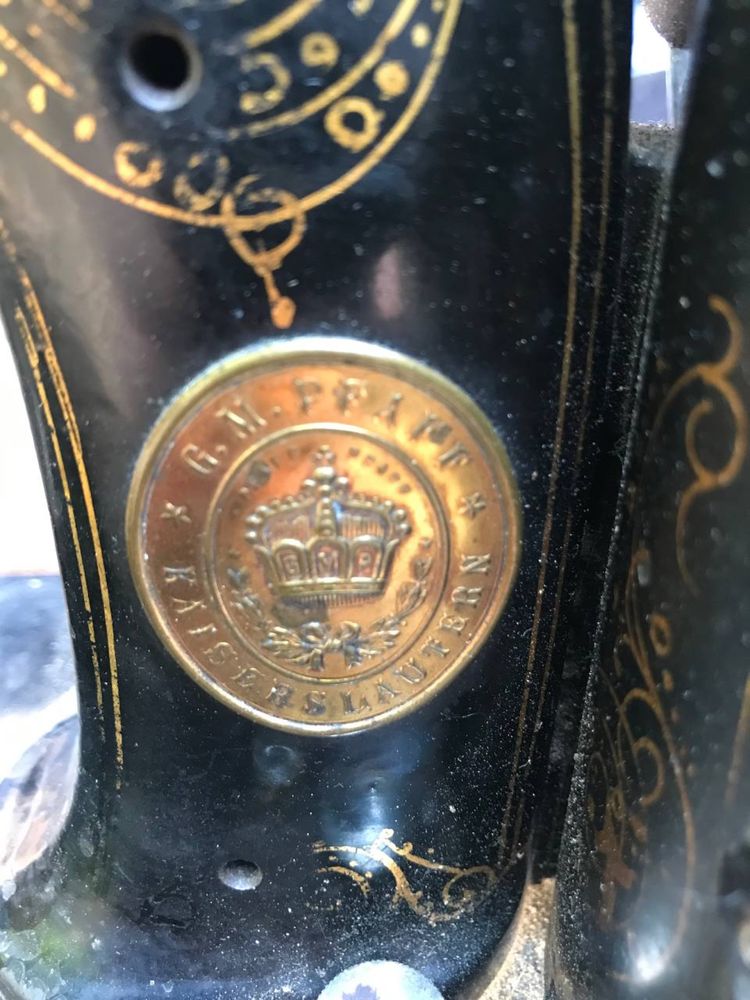 * G. M. PFAFF *
KAISERSLAUTERN
GMP